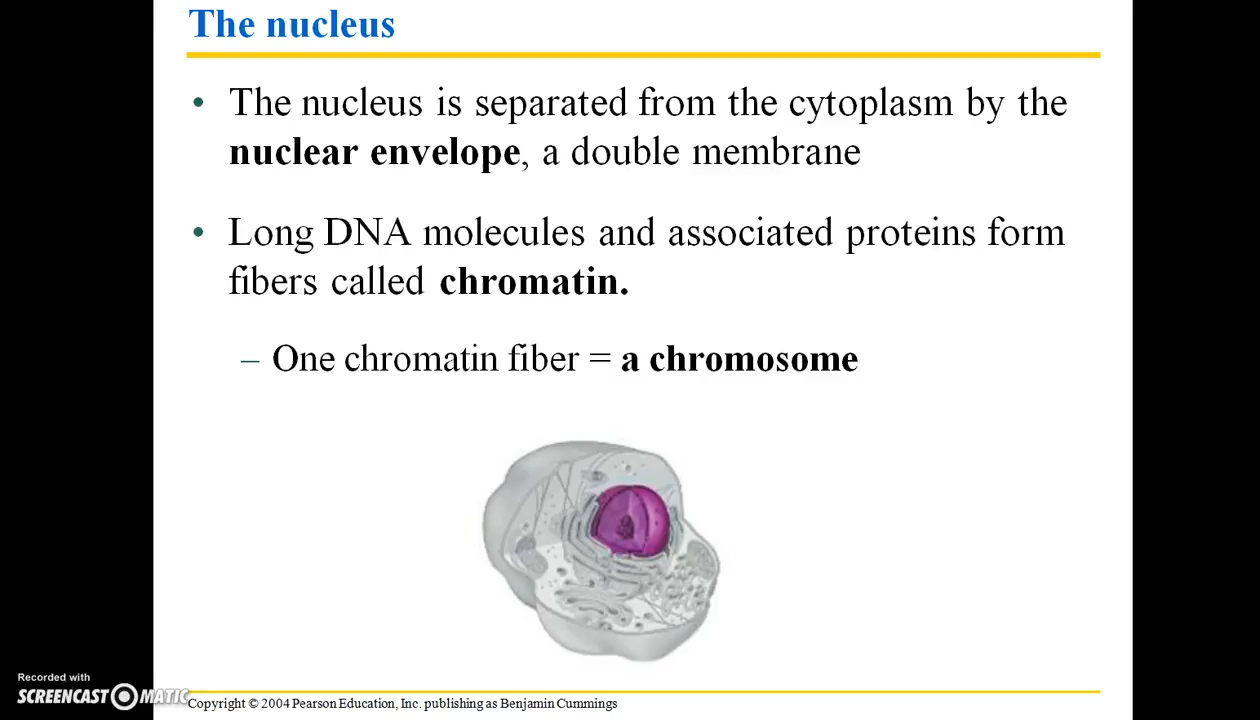 The nucleus
• The nucleus is separated from the cytoplasm by the
nuclear envelope, a double membrane
• Long DNA molecules and associated proteins form
fibers called chromatin.
– One chromatin fiber = a chromosome
Recorded with
SCREENCAST MATIC
Copyright © 2004 Pearson Education, Inc. publishing as Benjamin Cummings